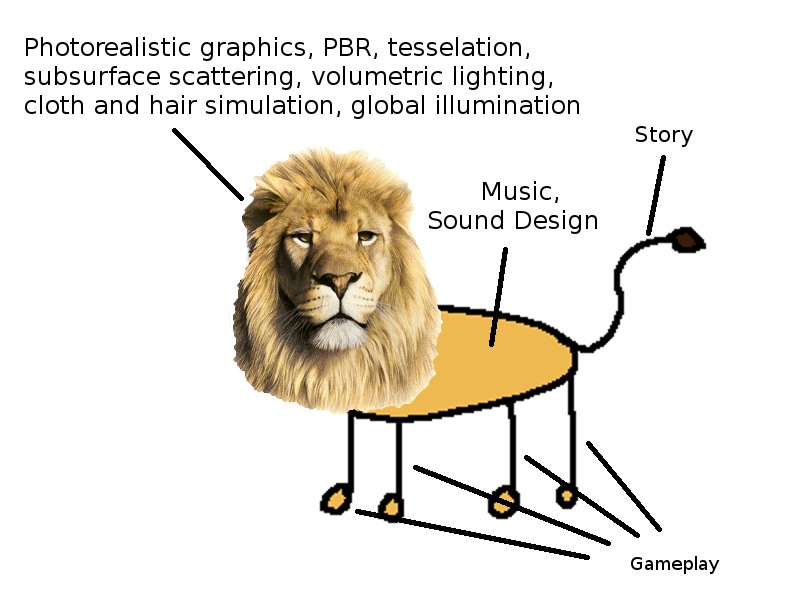 Photorealistic graphics, PBR, tesselation,
subsurface scattering, volumetric lighting,
cloth and hair simulation, global illumination
Story
Music,
Sound Design
Gameplay